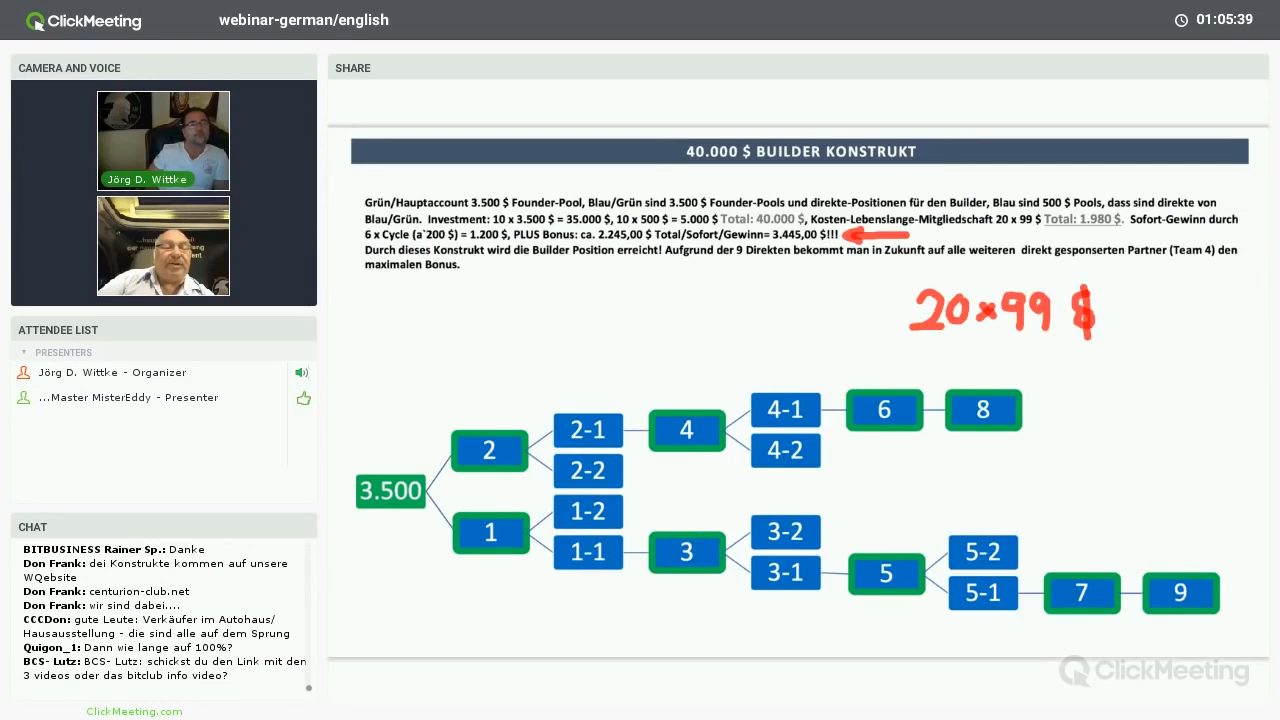 ClickMeeting
webinar-german/english
01:05:39
CAMERA AND VOICE
SHARE
Jörg D. Wittke
ATTENDEE LIST
PRESENTERS
Jörg D. Wittke - Organizer
...Master MisterEddy - Presenter
CHAT
BITBUSINESS Rainer Sp.: Danke
Don Frank: dei Konstrukte kommen auf unsere
WQebsite
Don Frank: centurion-club.net
Don Frank: wir sind dabei....
CCCDon: gute Leute: Verkäufer im Autohaus/
Hausausstellung - die sind alle auf dem Sprung
Quigon_1: Dann wie lange auf 100%?
BCS- Lutz: BCS- Lutz: schickst du den Link mit den
3 videos oder das bitclub info video?
ClickMeeting.com
40.000 $ BUILDER KONSTRUKT
Grün/Hauptaccount 3.500 $ Founder-Pool, Blau/Grün sind 3.500 $ Founder-Pools und direkte-Positionen für den Builder, Blau sind 500 $ Pools, dass sind direkte von
Blau/Grün. Investment: 10 x 3.500 $ = 35.000 $, 10 x 500 $ = 5.000 $ Total: 40.000 $, Kosten-Lebenslange-Mitgliedschaft 20 x 99 $ Total: 1.980 $. Sofort-Gewinn durch
6 x Cycle (a`200 $) = 1.200 $, PLUS Bonus: ca. 2.245,00 $ Total/Sofort/Gewinn= 3.445,00 $!!!
Durch dieses Konstrukt wird die Builder Position erreicht! Aufgrund der 9 Direkten bekommt man in Zukunft auf alle weiteren direkt gesponserten Partner (Team 4) den
maximalen Bonus.
20 x 99 $
4-1
6
8
2-1
4
2
4-2
2-2
3.500
1-2
3-2
1
1-1
3
5-2
3-1
5
5-1
7
9
ClickMeeting